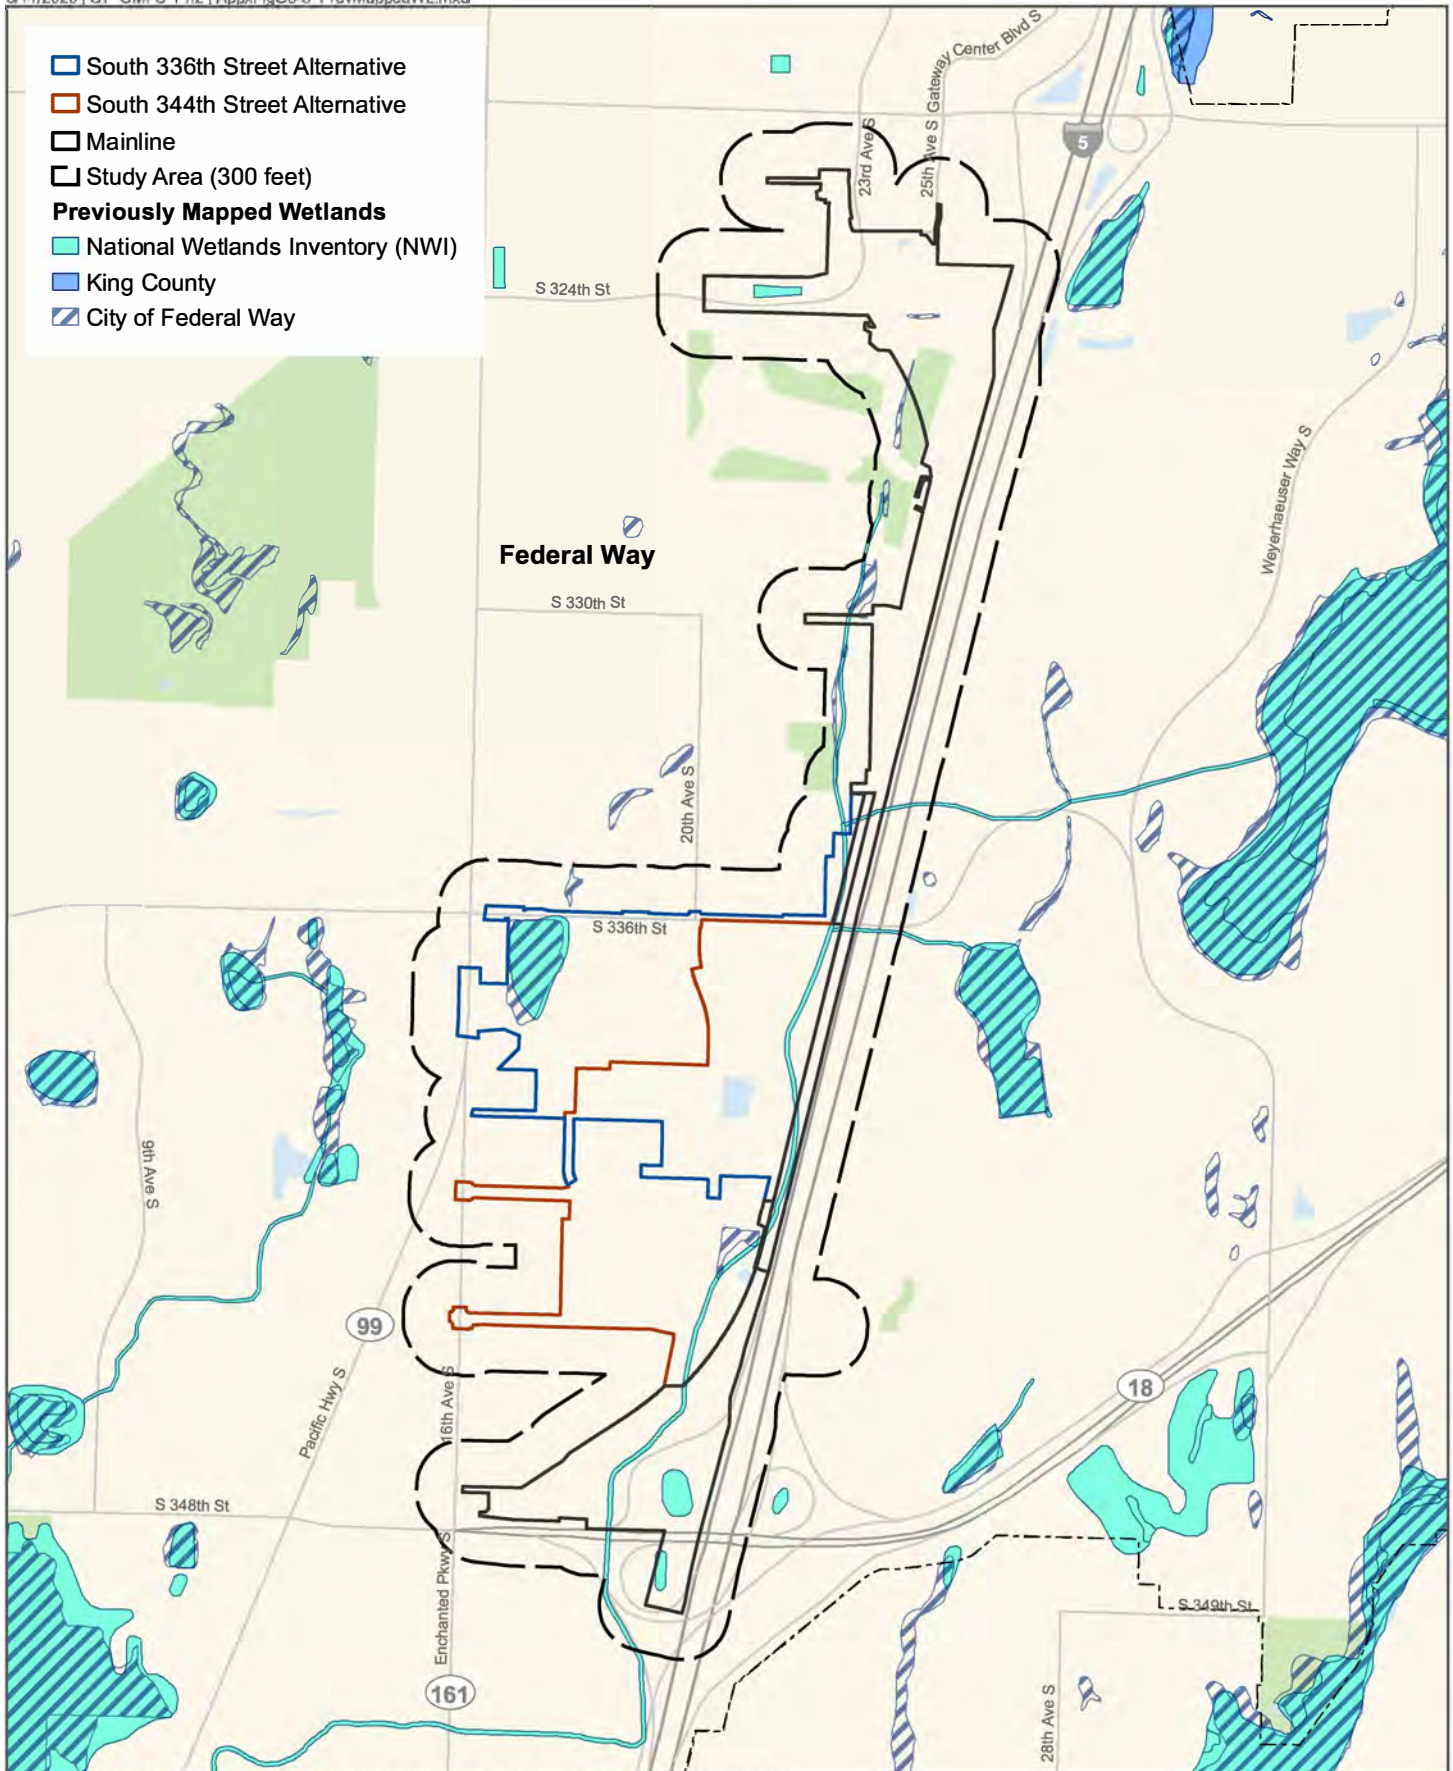 South 336th Street Alternative
South 344th Street Alternative
Mainline
Study Area (300 feet)
Previously Mapped Wetlands
National Wetlands Inventory (NWI)
King County
City of Federal Way
23rd Ave S
25th Ave S
Gateway Center Blvd S
5
S 324th St
Weyerhaeuser Way S
Federal Way
S 330th St
20th Ave S
S 336th St
9th Ave S
99
Pacific Hwy S
16th Ave S
18
S 348th St
Enchanted Pkwy S
S 349th St
161
28th Ave S